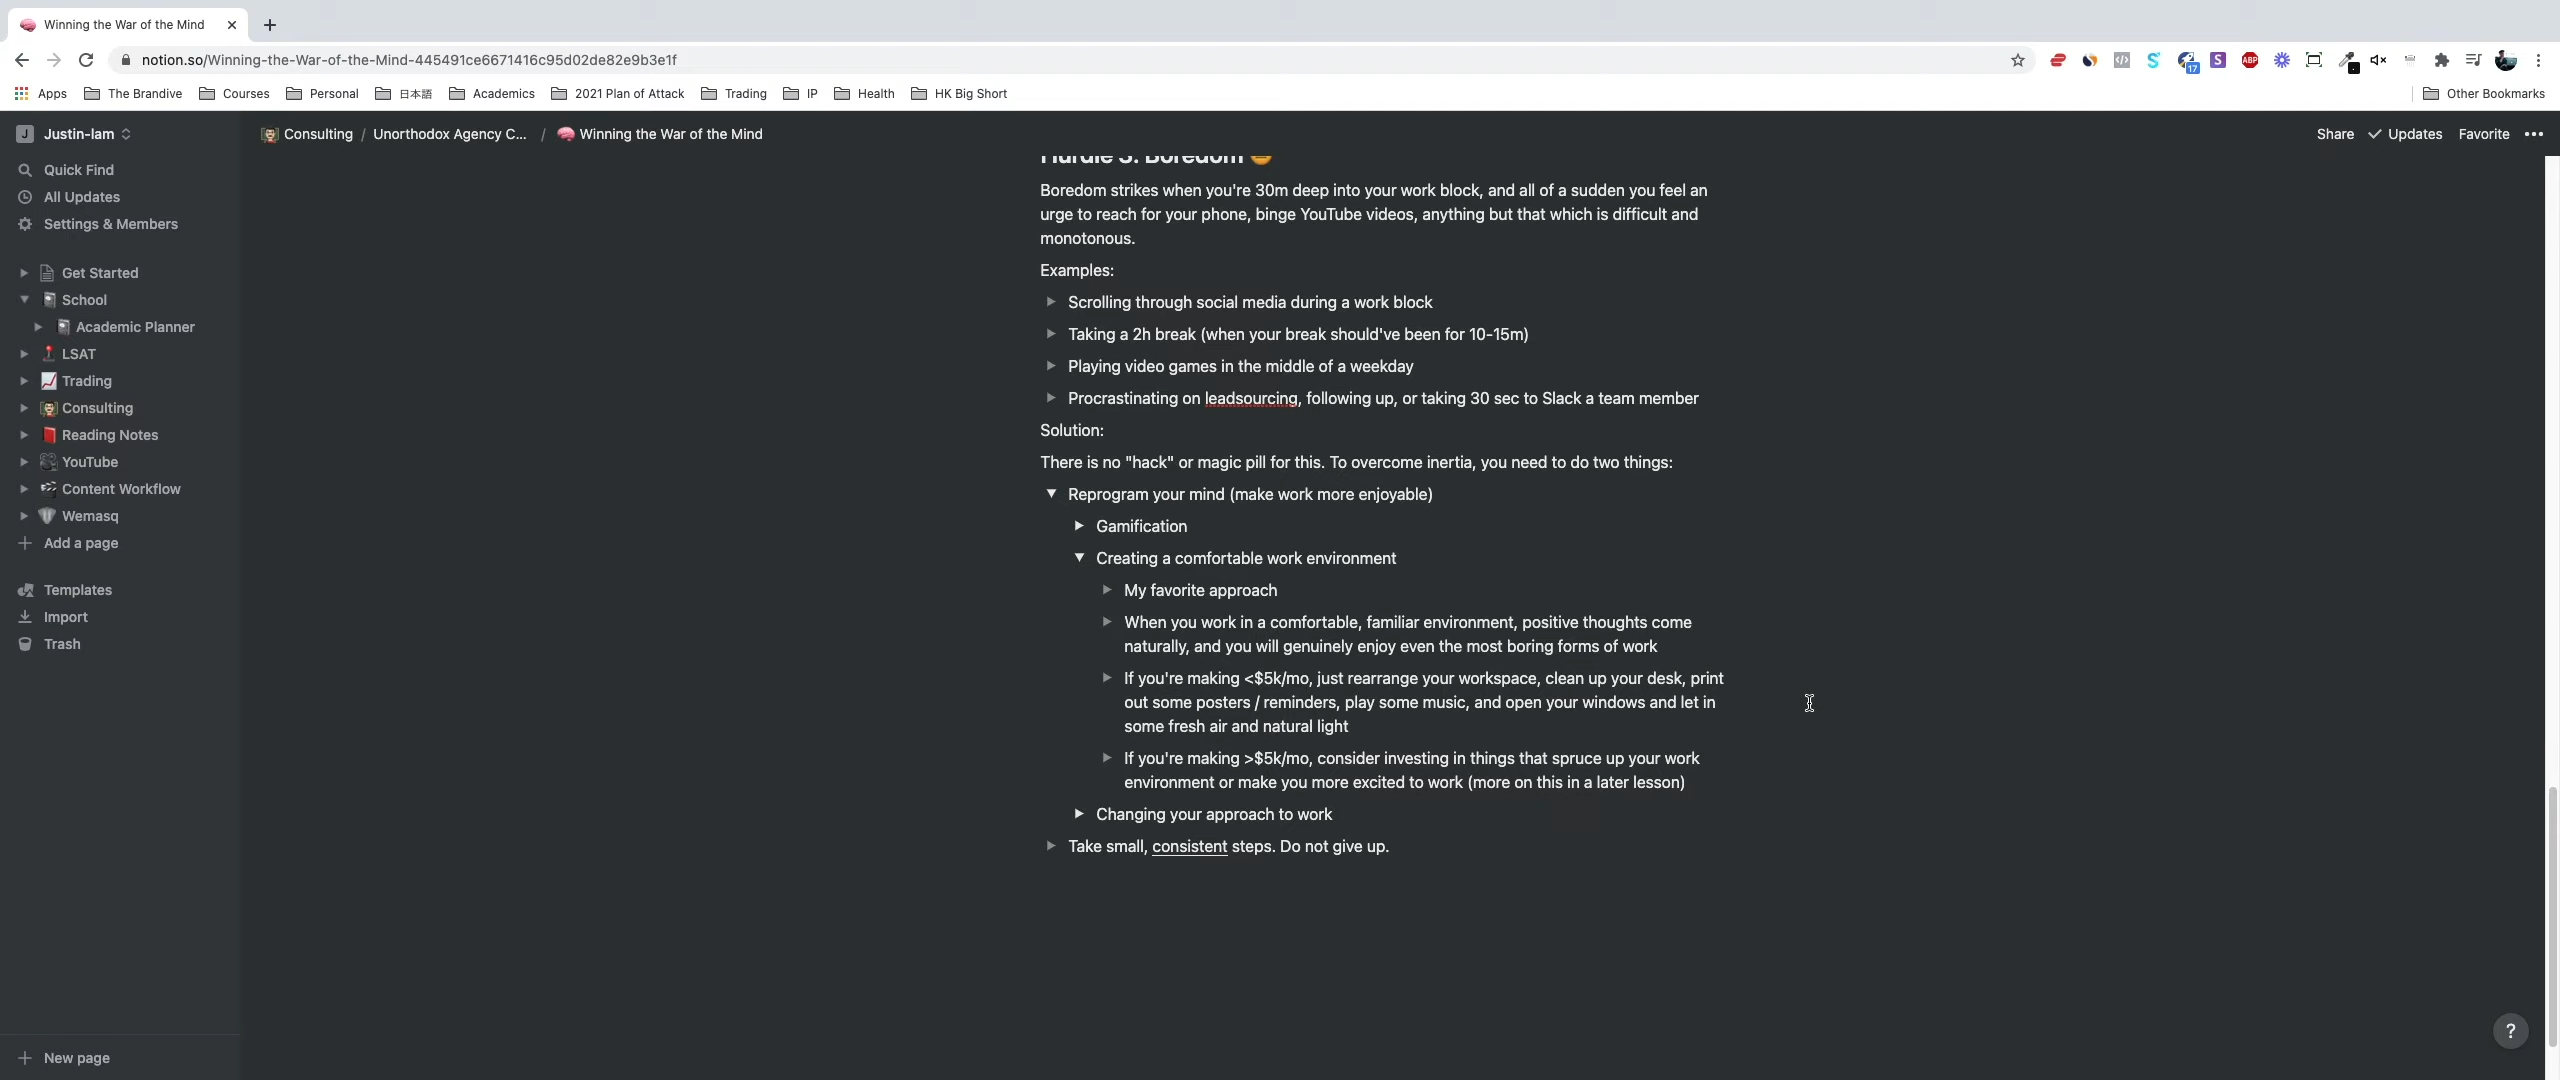 Winning the War of the Mind
notion.so/Winning-the-War-of-the-Mind-445491ce6671416c95d02de82e9b3e1f
17
S
ABP
Apps
The Brandive
Courses
Personal
日本語
Academics
2021 Plan of Attack
Trading
IP
Health
HK Big Short
Other Bookmarks
J Justin-lam
Consulting / Unorthodox Agency C... / Winning the War of the Mind
Share
Updates
Favorite
Quick Find
All Updates
Settings & Members
Get Started
School
Academic Planner
LSAT
Trading
Consulting
Reading Notes
YouTube
Content Workflow
Wemasq
Add a page
Templates
Import
Trash
New page
Hurdle 3: Boredom
Boredom strikes when you're 30m deep into your work block, and all of a sudden you feel an
urge to reach for your phone, binge YouTube videos, anything but that which is difficult and
monotonous.
Examples:
Scrolling through social media during a work block
Taking a 2h break (when your break should've been for 10-15m)
Playing video games in the middle of a weekday
Procrastinating on leadsourcing, following up, or taking 30 sec to Slack a team member
Solution:
There is no "hack" or magic pill for this. To overcome inertia, you need to do two things:
Reprogram your mind (make work more enjoyable)
Gamification
Creating a comfortable work environment
My favorite approach
When you work in a comfortable, familiar environment, positive thoughts come
naturally, and you will genuinely enjoy even the most boring forms of work
If you're making <$5k/mo, just rearrange your workspace, clean up your desk, print
out some posters / reminders, play some music, and open your windows and let in
some fresh air and natural light
If you're making >$5k/mo, consider investing in things that spruce up your work
environment or make you more excited to work (more on this in a later lesson)
Changing your approach to work
Take small, consistent steps. Do not give up.
?